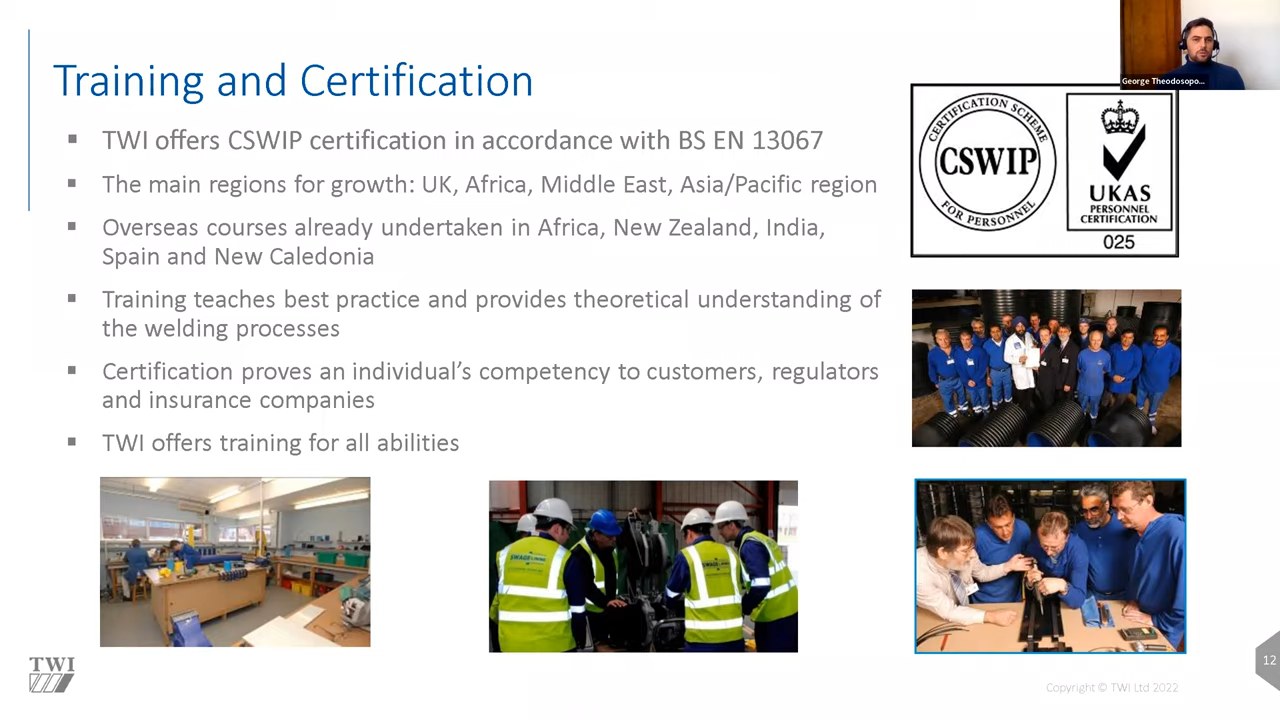 George Theodosopo...
Training and Certification
TWI offers CSWIP certification in accordance with BS EN 13067
The main regions for growth: UK, Africa, Middle East, Asia/Pacific region
Overseas courses already undertaken in Africa, New Zealand, India,
Spain and New Caledonia
Training teaches best practice and provides theoretical understanding of
the welding processes
Certification proves an individual’s competency to customers, regulators
and insurance companies
TWI offers training for all abilities
CERTIFICATION SCHEME
CSWIP
FOR PERSONNEL
UKAS
PERSONNEL
CERTIFICATION
025
TWI
12
Copyright © TWI Ltd 2022